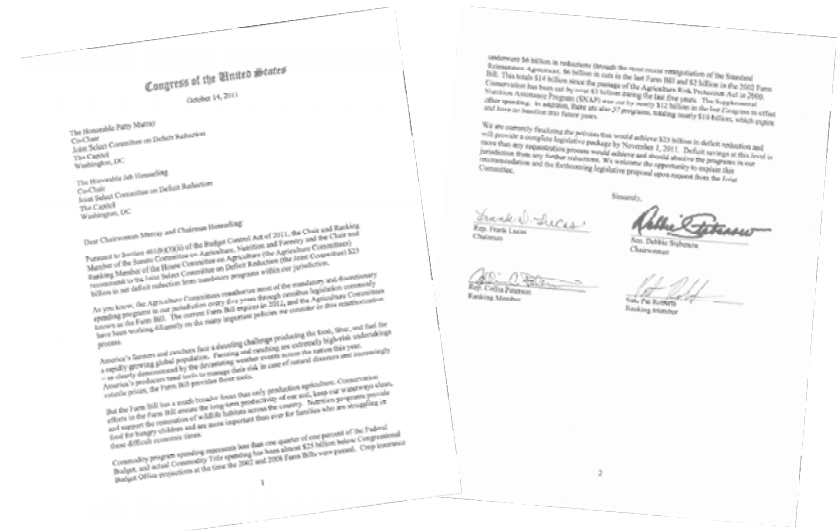 Congress of the United States
October 14, 2011
The Honorable Patty Murray
Co-Chair
Joint Select Committee on Deficit Reduction
The Capitol
Washington, DC
The Honorable Jeb Hensarling
Co-Chair
Joint Select Committee on Deficit Reduction
The Capitol
Washington, DC
Dear Chairwoman Murray and Chairman Hensarling:
Pursuant to Section 401(b)(3)(ii) of the Budget Control Act of 2011, the Chair and Ranking
Member of the Senate Committee on Agriculture, Nutrition and Forestry and the Chair and
Ranking Member of the House Committee on Agriculture (the Agriculture Committees)
recommend to the Joint Select Committee on Deficit Reduction (the Joint Committee) $23
billion in net deficit reduction from mandatory programs within our jurisdiction.
As you know, the Agriculture Committees reauthorize most of the mandatory and discretionary
spending programs in our jurisdiction every five years through omnibus legislation commonly
known as the Farm Bill. The current Farm Bill expires in 2012, and the Agriculture Committees
have been working diligently on the many important policies we consider in this reauthorization
process.
America's farmers and ranchers face a daunting challenge producing the food, fiber, and fuel for
a rapidly growing global population. Farming and ranching are extremely high-risk undertakings
– as clearly demonstrated by the devastating weather events across the nation this year.
America's producers need tools to manage their risk in case of natural disasters and increasingly
volatile prices; the Farm Bill provides those tools.
But the Farm Bill has a much broader focus than only production agriculture. Conservation
efforts in the Farm Bill ensure the long-term productivity of our soil, keep our waterways clean,
and support the restoration of wildlife habitats across the country. Nutrition programs provide
food for hungry children and are more important than ever for families who are struggling in
these difficult economic times.
Commodity program spending represents less than one quarter of one percent of the Federal
Budget, and actual Commodity Title spending has been almost $25 billion below Congressional
Budget Office projections at the time the 2002 and 2008 Farm Bills were passed. Crop insurance
1
underwent $6 billion in reductions through the most recent renegotiation of the Standard
Reinsurance Agreement, $6 billion in cuts in the last Farm Bill and $2 billion in the 2002 Farm
Bill. This totals $14 billion since the passage of the Agriculture Risk Protection Act in 2000.
Conservation has been cut by over $3 billion during the last five years. The Supplemental
Nutrition Assistance Program (SNAP) was cut by nearly $12 billion in the last Congress to offset
other spending. In addition, there are also 37 programs, totaling nearly $10 billion, which expire
and have no baseline into future years.
We are currently finalizing the policies that would achieve $23 billion in deficit reduction and
will provide a complete legislative package by November 1, 2011. Deficit savings at this level is
more than any sequestration process would achieve and should absolve the programs in our
jurisdiction from any further reductions. We welcome the opportunity to explain this
recommendation and the forthcoming legislative proposal upon request from the Joint
Committee.
Sincerely,
Frank D. Lucas
Rep. Frank Lucas
Chairman
Debbie Stabenow
Sen. Debbie Stabenow
Chairwoman
Collin C. Peterson
Rep. Collin Peterson
Ranking Member
Pat Roberts
Sen. Pat Roberts
Ranking Member
2